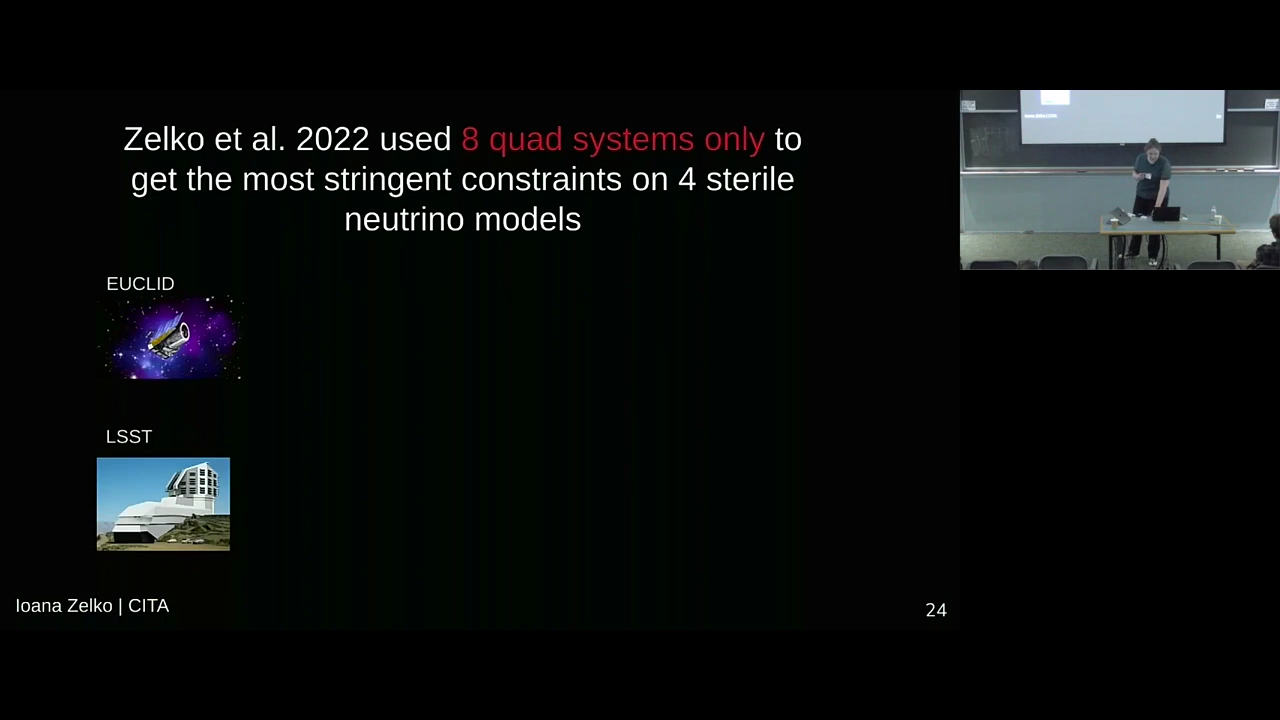 Zelko et al. 2022 used 8 quad systems only to
get the most stringent constraints on 4 sterile
neutrino models
EUCLID
LSST
Ioana Zelko | CITA
24